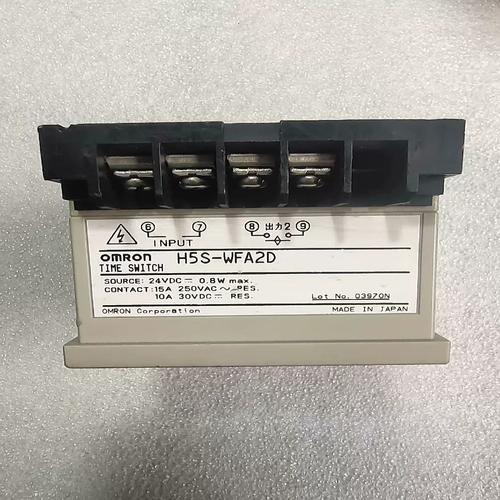 ⑥ ⑦ ⑧ 出力2 ⑨
INPUT
OMRON H5S-WFA2D
TIME SWITCH
SOURCE: 24VDC⎓ 0.8W max.
CONTACT: 15A 250VAC～ RES.
10A 30VDC⎓ RES. Lot No. 03970N
OMRON Corporation MADE IN JAPAN